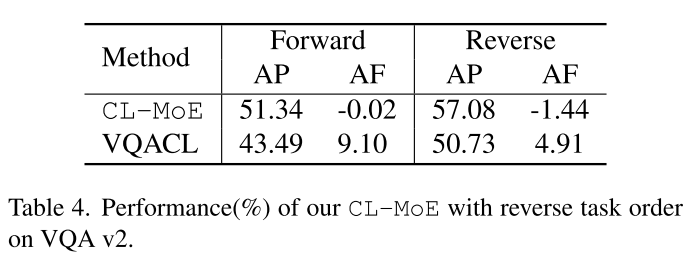 Method Forward Reverse
AP AF AP AF
CL-MoE 51.34 -0.02 57.08 -1.44
VQACL 43.49 9.10 50.73 4.91
Table 4. Performance(%) of our CL-MoE with reverse task order
on VQA v2.